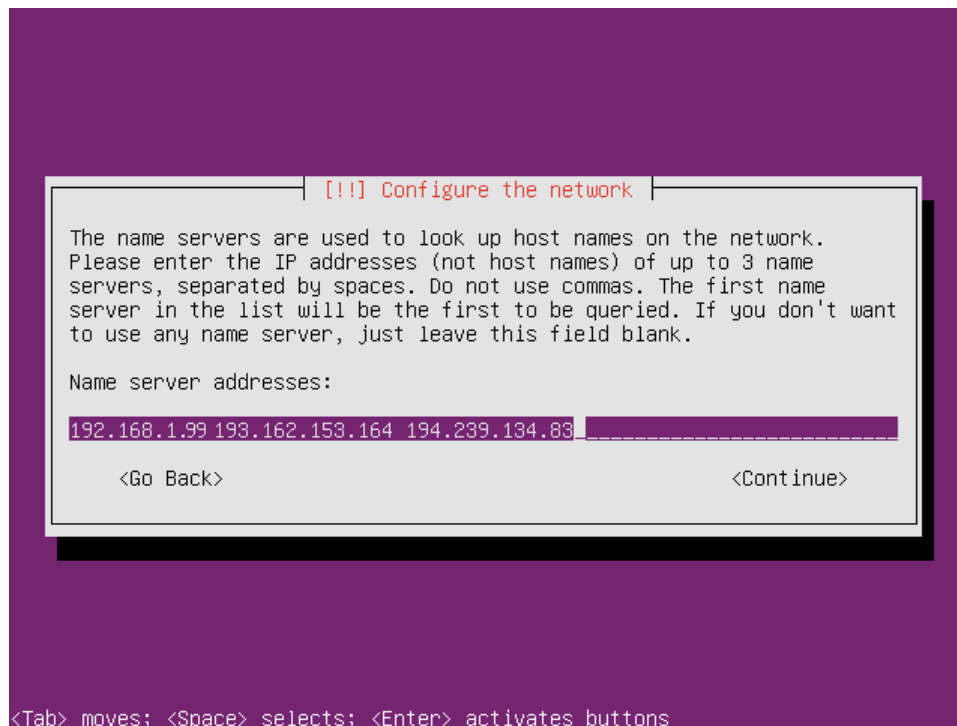 [!!] Configure the network
The name servers are used to look up host names on the network.
Please enter the IP addresses (not host names) of up to 3 name
servers, separated by spaces. Do not use commas. The first name
server in the list will be the first to be queried. If you don't want
to use any name server, just leave this field blank.
Name server addresses:
192.168.1.99 193.162.153.164 194.239.134.83_________________________
<Go Back> <Continue>
<Tab> moves; <Space> selects; <Enter> activates buttons